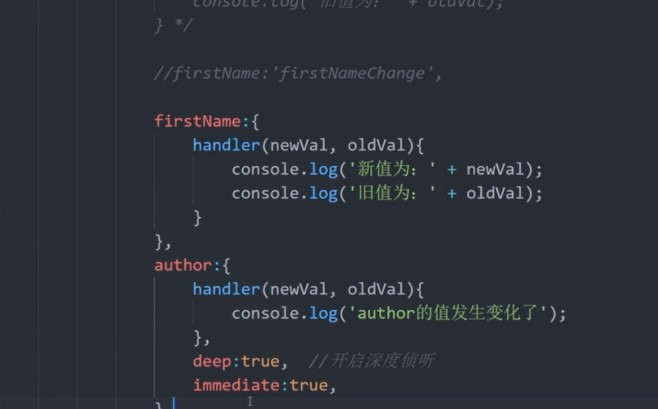 console.log('旧值为：' + oldVal);
} */
//firstName:'firstNameChange',
firstName:{
handler(newVal, oldVal){
console.log('新值为：' + newVal);
console.log('旧值为：' + oldVal);
}
},
author:{
handler(newVal, oldVal){
console.log('author的值发生变化了');
},
deep:true, //开启深度侦听
immediate:true,
}